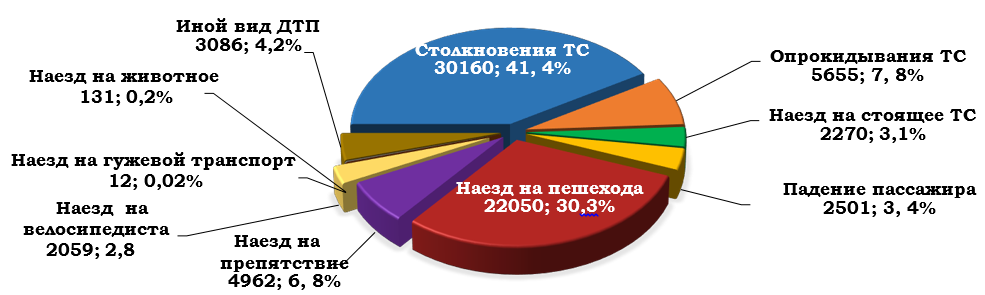 Иной вид ДТП
3086; 4,2%
Столкновения ТС
30160; 41, 4%
Опрокидывания ТС
5655; 7, 8%
Наезд на стоящее ТС
2270; 3,1%
Падение пассажира
2501; 3, 4%
Наезд на пешехода
22050; 30,3%
Наезд на
препятствие
4962; 6, 8%
Наезд на
велосипедиста
2059; 2,8
Наезд на гужевой транспорт
12; 0,02%
Наезд на животное
131; 0,2%